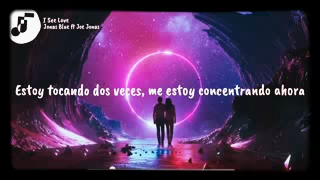 I See Love
Jonas Blue ft Joe Jonas
Estoy tocando dos veces, me estoy concentrando ahora